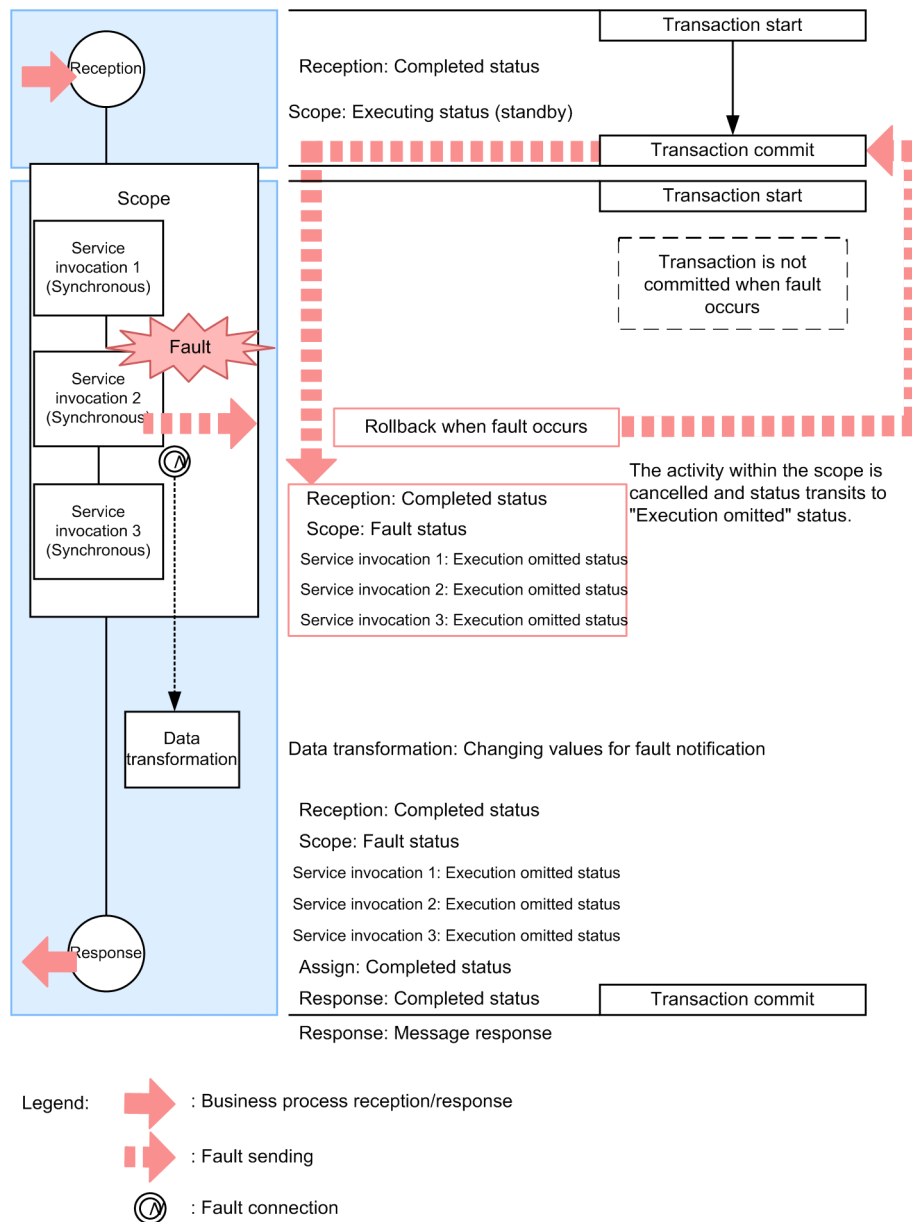 Transaction start
Reception
Reception: Completed status
Scope: Executing status (standby)
Transaction commit
Transaction start
Scope
Service
invocation 1
(Synchronous)
Transaction is not
committed when fault
occurs
Fault
Service
invocation 2
(Synchronous)
Rollback when fault occurs
The activity within the scope is
cancelled and status transits to
"Execution omitted" status.
Service
invocation 3
(Synchronous)
Reception: Completed status
Scope: Fault status
Service invocation 1: Execution omitted status
Service invocation 2: Execution omitted status
Service invocation 3: Execution omitted status
Data
transformation
Data transformation: Changing values for fault notification
Reception: Completed status
Scope: Fault status
Service invocation 1: Execution omitted status
Service invocation 2: Execution omitted status
Service invocation 3: Execution omitted status
Response
Assign: Completed status
Response: Completed status
Transaction commit
Response: Message response
Legend:
: Business process reception/response
: Fault sending
: Fault connection